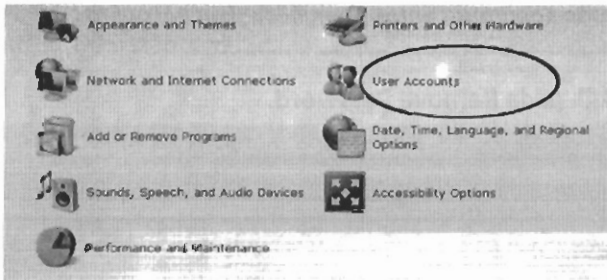 Appearance and Themes
Printers and Other Hardware
Network and Internet Connections
User Accounts
Add or Remove Programs
Date, Time, Language, and Regional
Options
Sounds, Speech, and Audio Devices
Accessibility Options
Performance and Maintenance